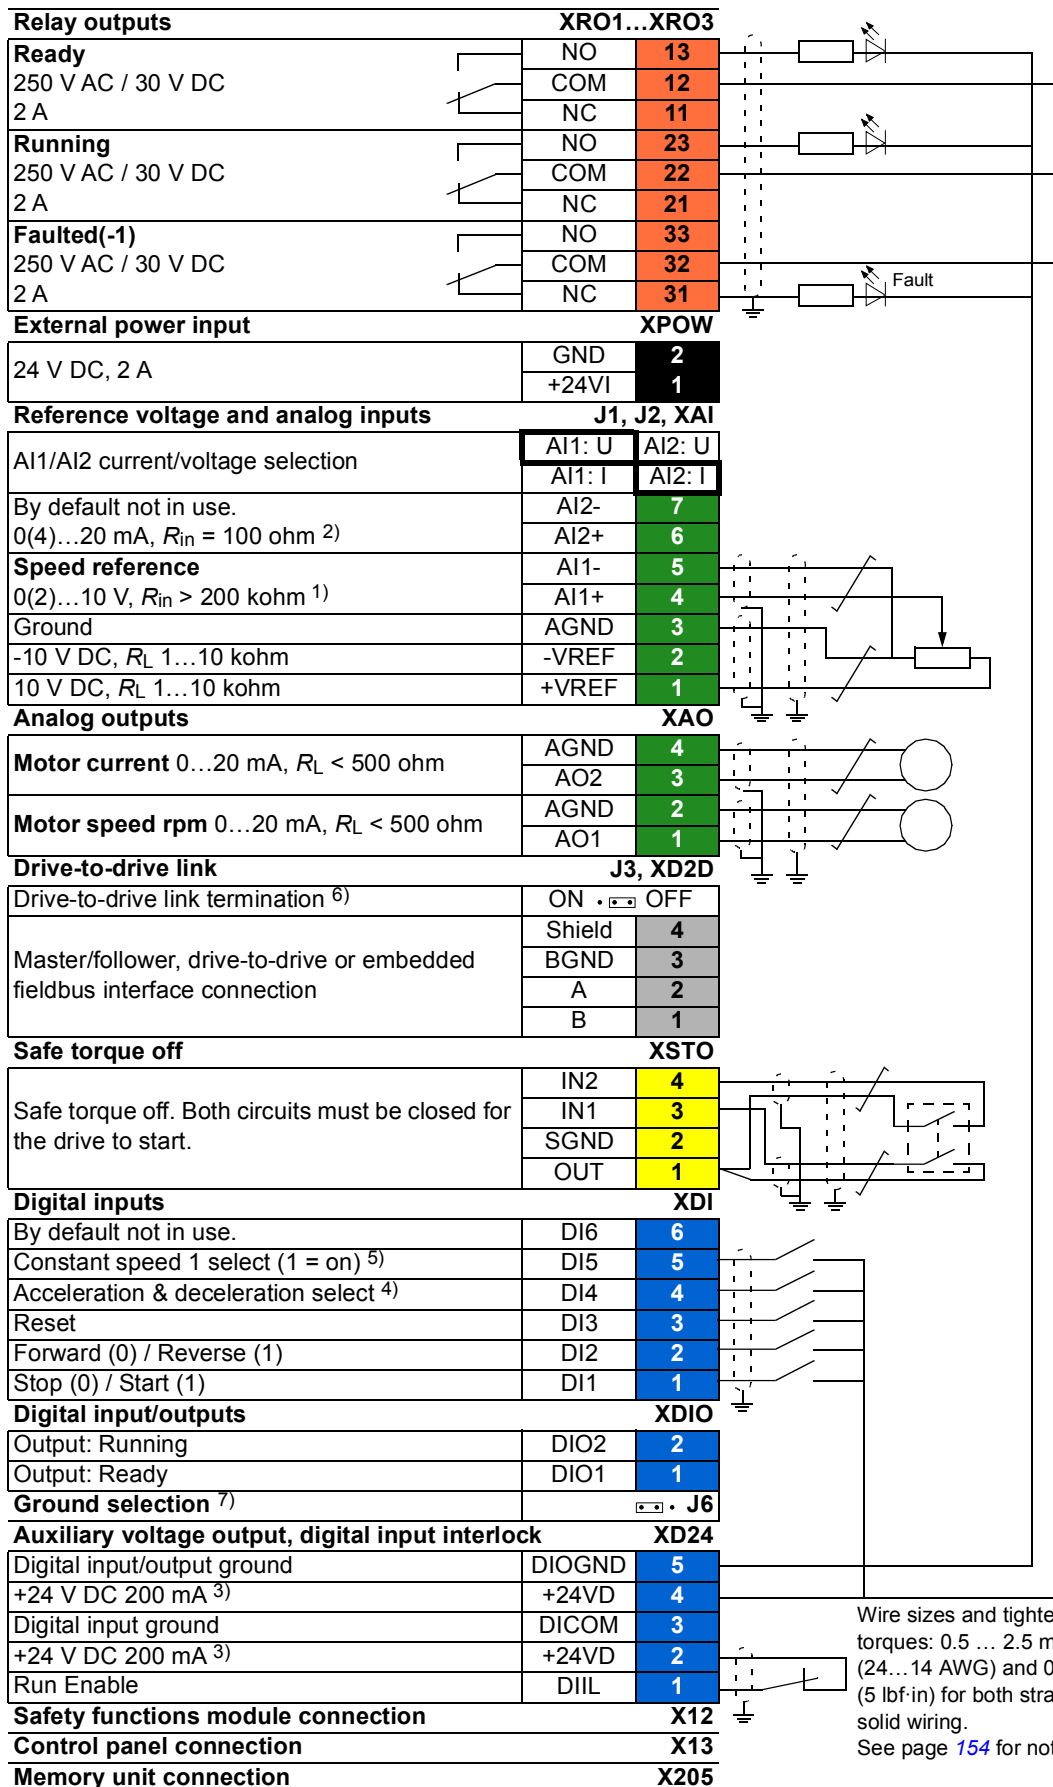 Relay outputs XRO1…XRO3
Ready NO 13
250 V AC / 30 V DC COM 12
2 A NC 11
Running NO 23
250 V AC / 30 V DC COM 22
2 A NC 21
Faulted(-1) NO 33
250 V AC / 30 V DC COM 32
2 A NC 31
Fault
External power input XPOW
24 V DC, 2 A
GND 2
+24VI 1
Reference voltage and analog inputs J1, J2, XAI
AI1/AI2 current/voltage selection
AI1: U AI2: U
AI1: I AI2: I
By default not in use. AI2- 7
0(4)…20 mA, Rin = 100 ohm 2) AI2+ 6
Speed reference AI1- 5
0(2)…10 V, Rin > 200 kohm 1) AI1+ 4
Ground AGND 3
-10 V DC, RL 1…10 kohm -VREF 2
10 V DC, RL 1…10 kohm +VREF 1
Analog outputs XAO
Motor current 0…20 mA, RL < 500 ohm
AGND 4
AO2 3
Motor speed rpm 0…20 mA, RL < 500 ohm
AGND 2
AO1 1
Drive-to-drive link J3, XD2D
Drive-to-drive link termination 6) ON OFF
Master/follower, drive-to-drive or embedded
fieldbus interface connection
Shield 4
BGND 3
A 2
B 1
Safe torque off XSTO
Safe torque off. Both circuits must be closed for
the drive to start.
IN2 4
IN1 3
SGND 2
OUT 1
Digital inputs XDI
By default not in use. DI6 6
Constant speed 1 select (1 = on) 5) DI5 5
Acceleration & deceleration select 4) DI4 4
Reset DI3 3
Forward (0) / Reverse (1) DI2 2
Stop (0) / Start (1) DI1 1
Digital input/outputs XDIO
Output: Running DIO2 2
Output: Ready DIO1 1
Ground selection 7) J6
Auxiliary voltage output, digital input interlock XD24
Digital input/output ground DIOGND 5
+24 V DC 200 mA 3) +24VD 4
Digital input ground DICOM 3
+24 V DC 200 mA 3) +24VD 2
Run Enable DIIL 1
Wire sizes and tighte
torques: 0.5 … 2.5 m
(24…14 AWG) and 0
(5 lbf·in) for both stra
solid wiring.
See page 154 for not
Safety functions module connection X12
Control panel connection X13
Memory unit connection X205